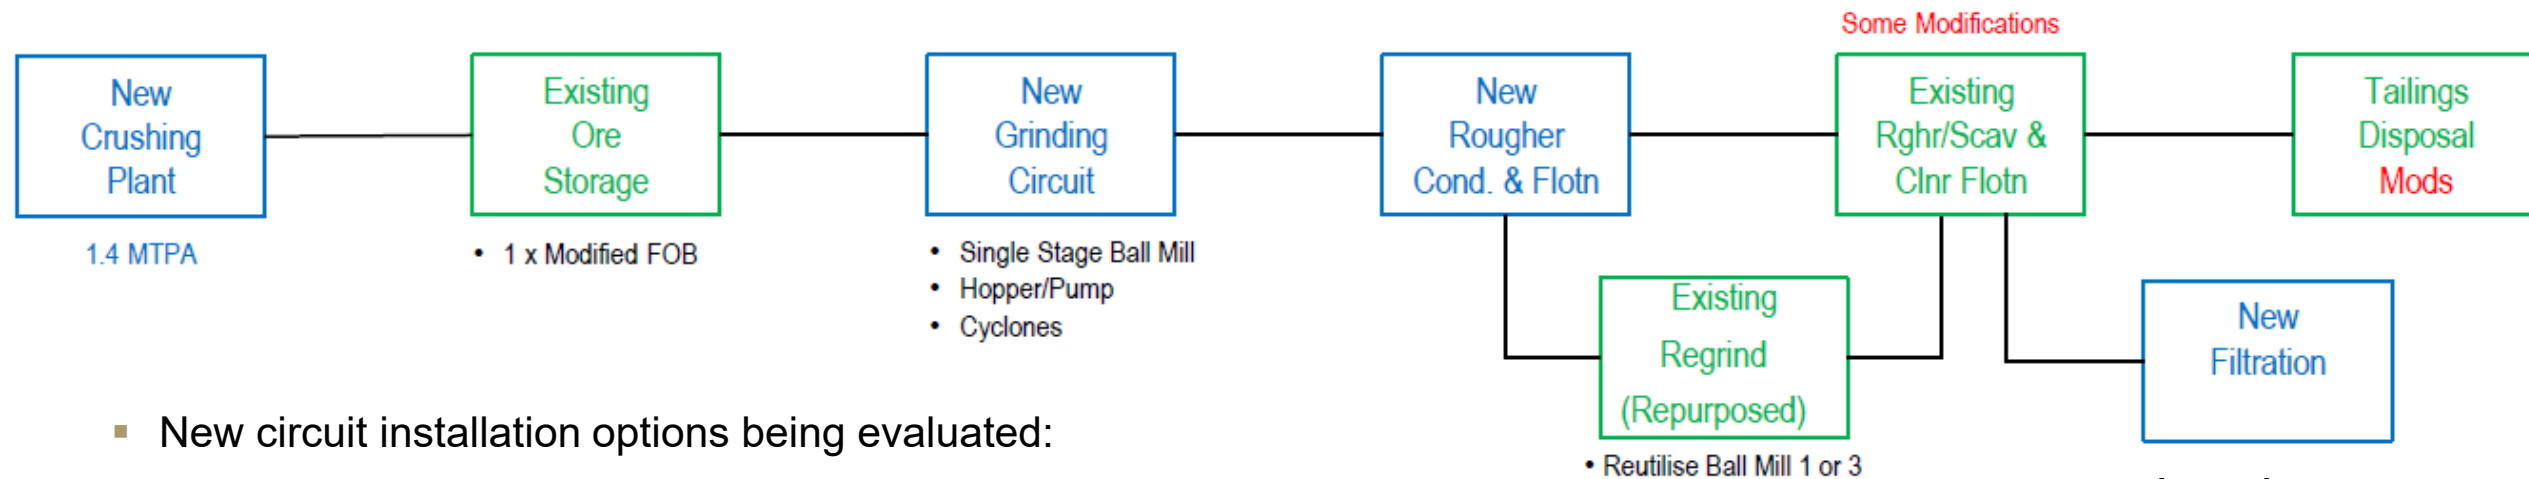 Some Modifications
New
Crushing
Plant
1.4 MTPA
Existing
Ore
Storage
• 1 x Modified FOB
New
Grinding
Circuit
• Single Stage Ball Mill
• Hopper/Pump
• Cyclones
New
Rougher
Cond. & Flotn
Existing
Rghr/Scav &
Clnr Flotn
Tailings
Disposal
Mods
Existing
Regrind
(Repurposed)
• Reutilise Ball Mill 1 or 3
New
Filtration
▪ New circuit installation options being evaluated: